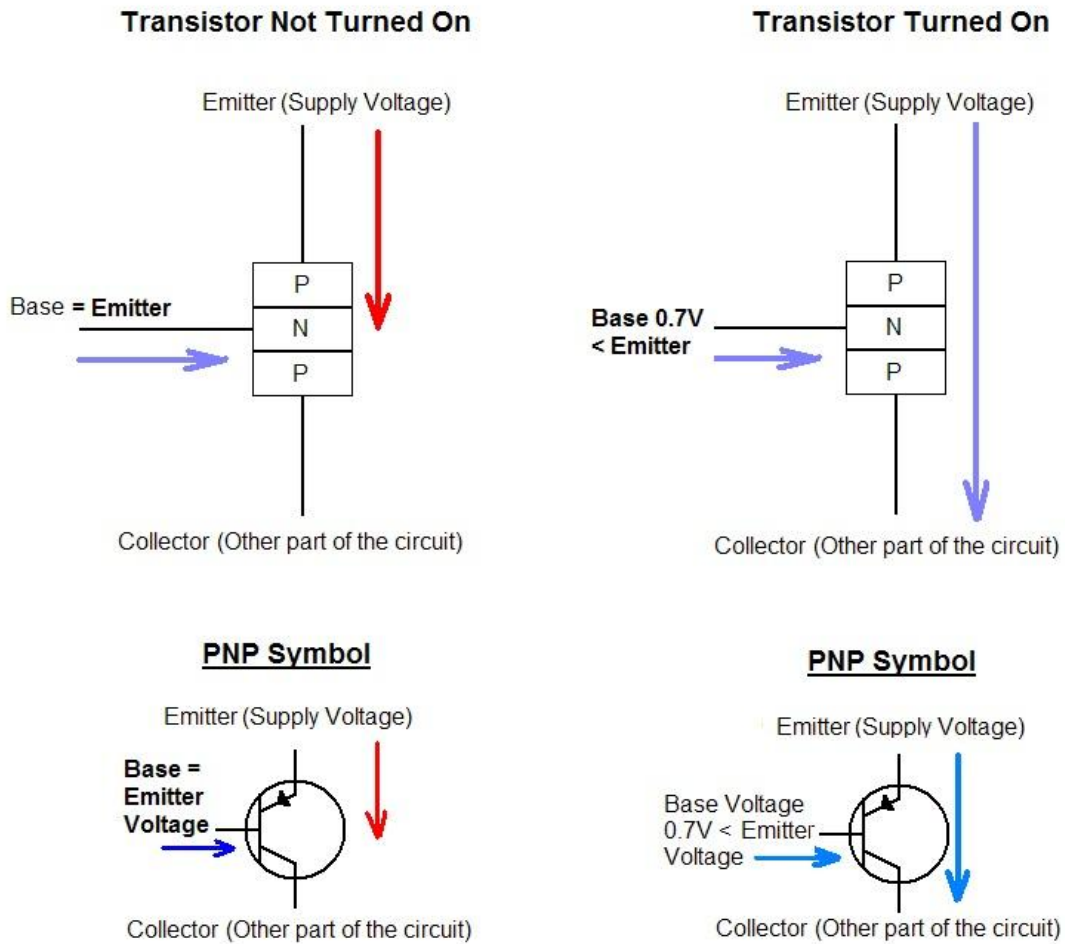 Transistor Not Turned On
Emitter (Supply Voltage)
P
Base = Emitter
N
P
Collector (Other part of the circuit)
Transistor Turned On
Emitter (Supply Voltage)
P
Base 0.7V
< Emitter
N
P
Collector (Other part of the circuit)
PNP Symbol
Emitter (Supply Voltage)
Base =
Emitter
Voltage
Collector (Other part of the circuit)
PNP Symbol
Emitter (Supply Voltage)
Base Voltage
0.7V < Emitter
Voltage
Collector (Other part of the circuit)